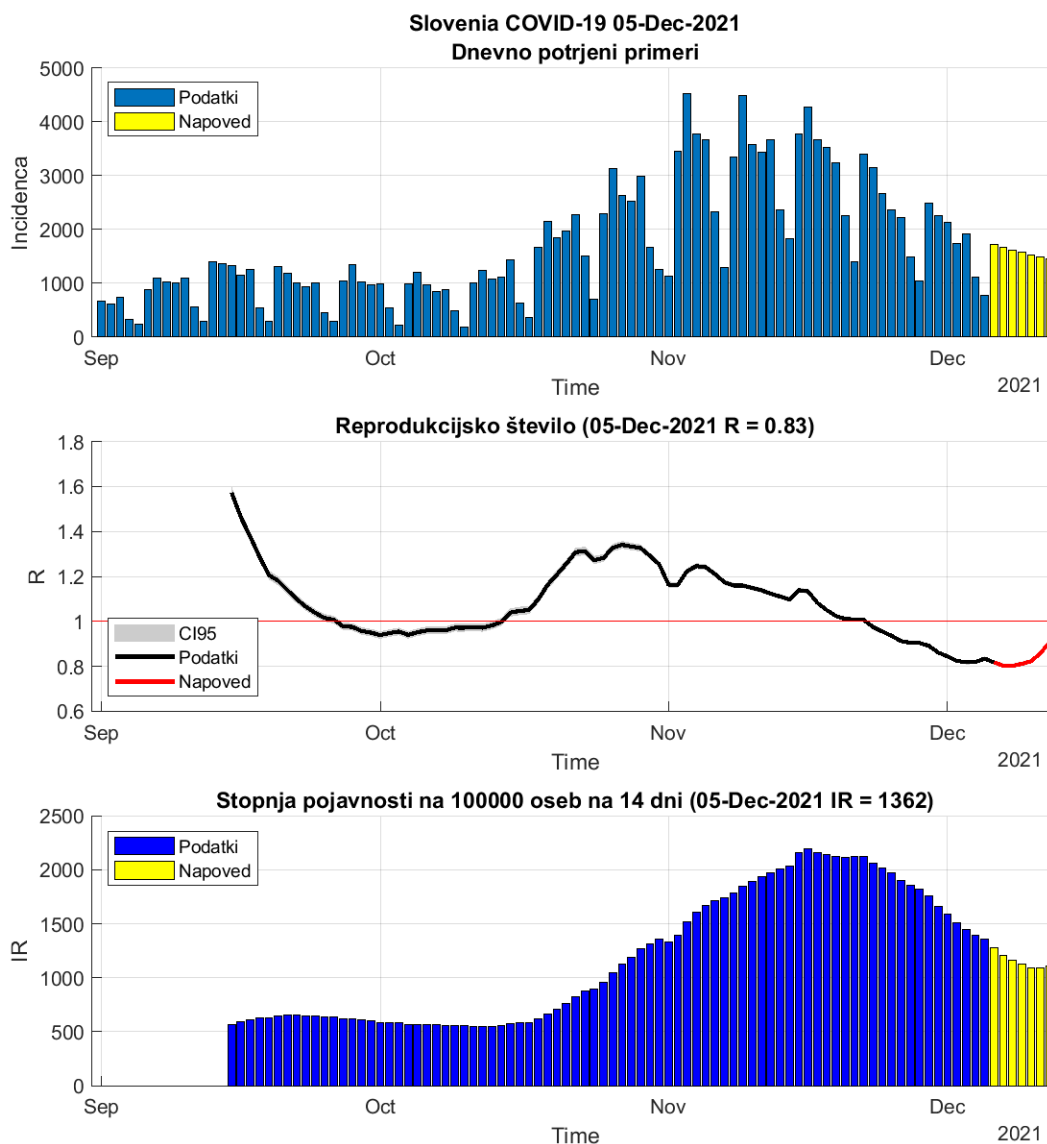 Slovenia COVID-19 05-Dec-2021
Dnevno potrjeni primeri
5000
4000
3000
2000
1000
0
Incidenca
Podatki
Napoved
Sep
Oct
Nov
Dec
Time
2021
Reprodukcijsko število (05-Dec-2021 R = 0.83)
1.8
1.6
1.4
1.2
1
0.8
0.6
R
CI95
Podatki
Napoved
Sep
Oct
Nov
Dec
Time
2021
Stopnja pojavnosti na 100000 oseb na 14 dni (05-Dec-2021 IR = 1362)
2500
2000
1500
1000
500
0
IR
Podatki
Napoved
Sep
Oct
Nov
Dec
Time
2021